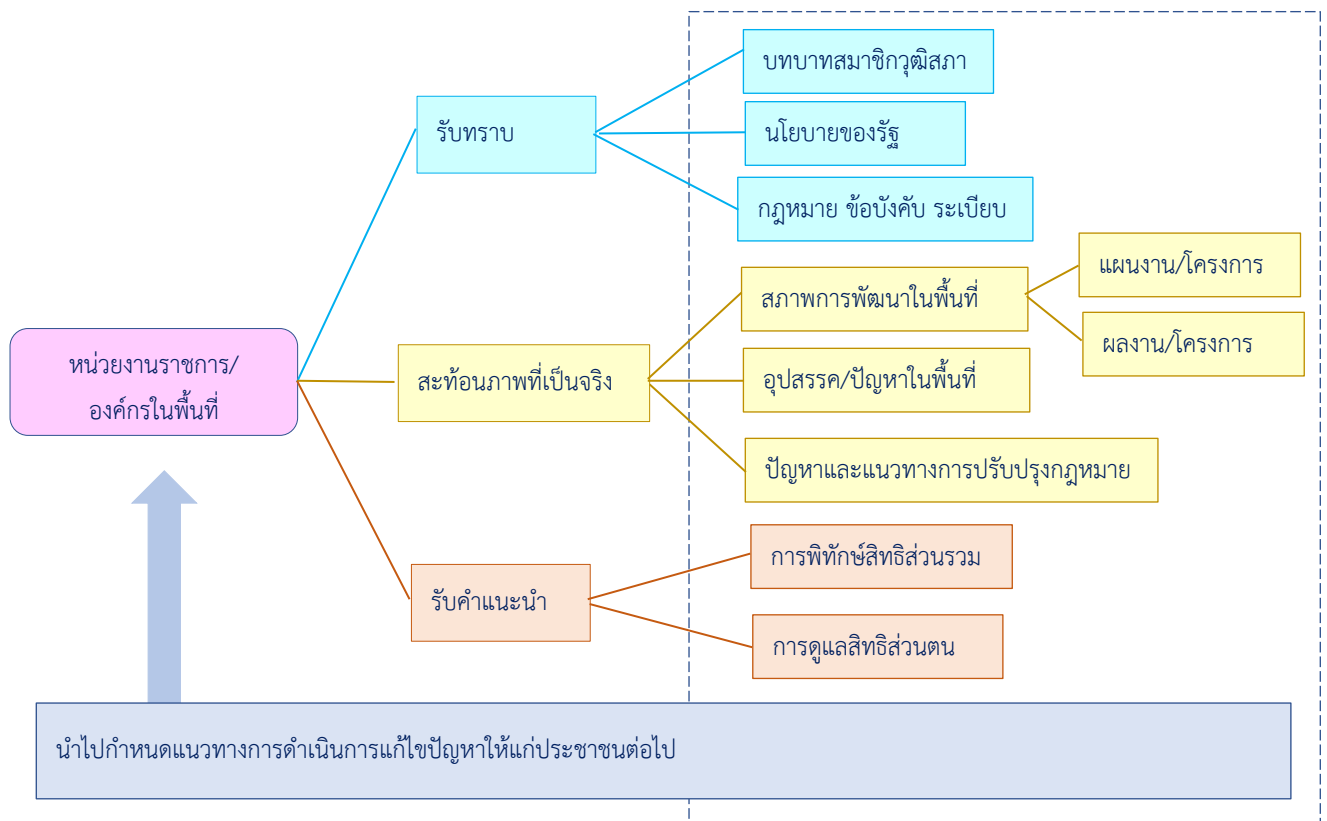 บทบาทสมาชิกวุฒิสภา
รับทราบ
นโยบายของรัฐ
กฎหมาย ข้อบังคับ ระเบียบ
แผนงาน/โครงการ
สภาพการพัฒนาในพื้นที่
ผลงาน/โครงการ
หน่วยงานราชการ/
องค์กรในพื้นที่
สะท้อนภาพที่เป็นจริง
อุปสรรค/ปัญหาในพื้นที่
ปัญหาและแนวทางการปรับปรุงกฎหมาย
การพิทักษ์สิทธิส่วนรวม
รับคำแนะนำ
การดูแลสิทธิส่วนตน
นำไปกำหนดแนวทางการดำเนินการแก้ไขปัญหาให้แก่ประชาชนต่อไป